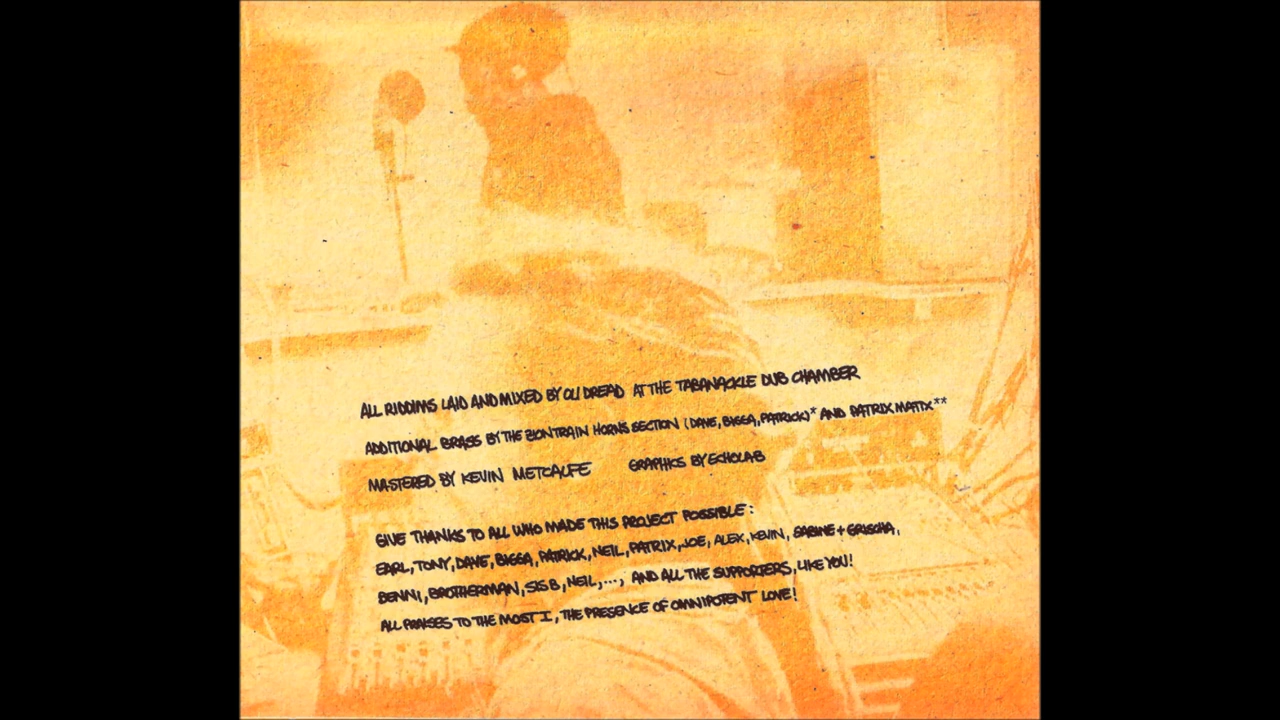 ALL RIDDIMS LAID AND MIXED BY OLI DREAD AT THE TABANACKLE DUB CHAMBER
ADDITIONAL BRASS BY THE ZIONTRAIN HORNS SECTION (DAVE, BIGGA, PATRICK)* AND PATRIX MATIX**
MASTERED BY KEVIN METCALFE GRAPHICS BY ECHOLAB
GIVE THANKS TO ALL WHO MADE THIS PROJECT POSSIBLE:
EARL, TONY, DAVE, BIGGA, PATRICK, NEIL, PATRIX, JOE, ALEX, KEVIN, SABINE + GRISCHA,
BENNI, BROTHERMAN, SIS B, NEIL, ..., AND ALL THE SUPPORTERS, LIKE YOU!
ALL PRAISES TO THE MOST I, THE PRESENCE OF OMNIPOTENT LOVE!